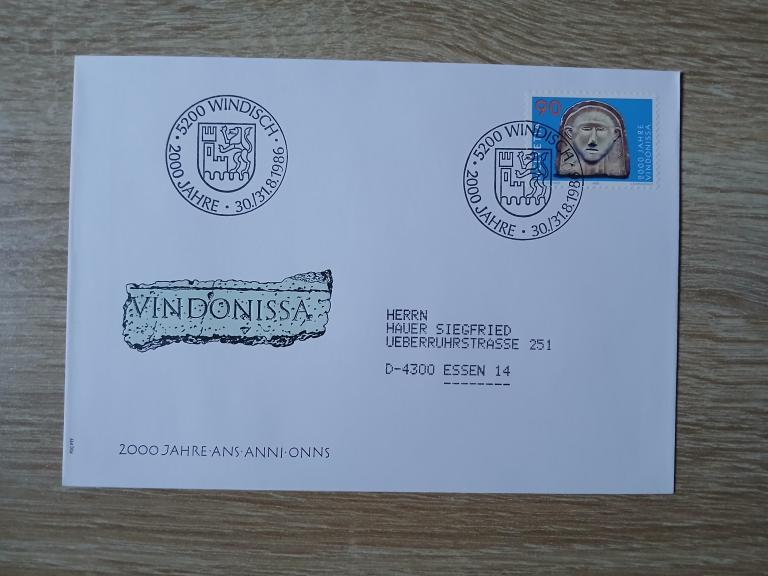 · 5200 WINDISCH ·
2000 JAHRE · 30./31.8.1986
90
2000 JAHRE
VINDONISSA
· 5200 WINDISCH ·
2000 JAHRE · 30./31.8.1986
VINDONISSA
HERRN
HAUER SIEGFRIED
UEBERRUHRSTRASSE 251
D-4300 ESSEN 14
2000 JAHRE·ANS·ANNI·ONNS